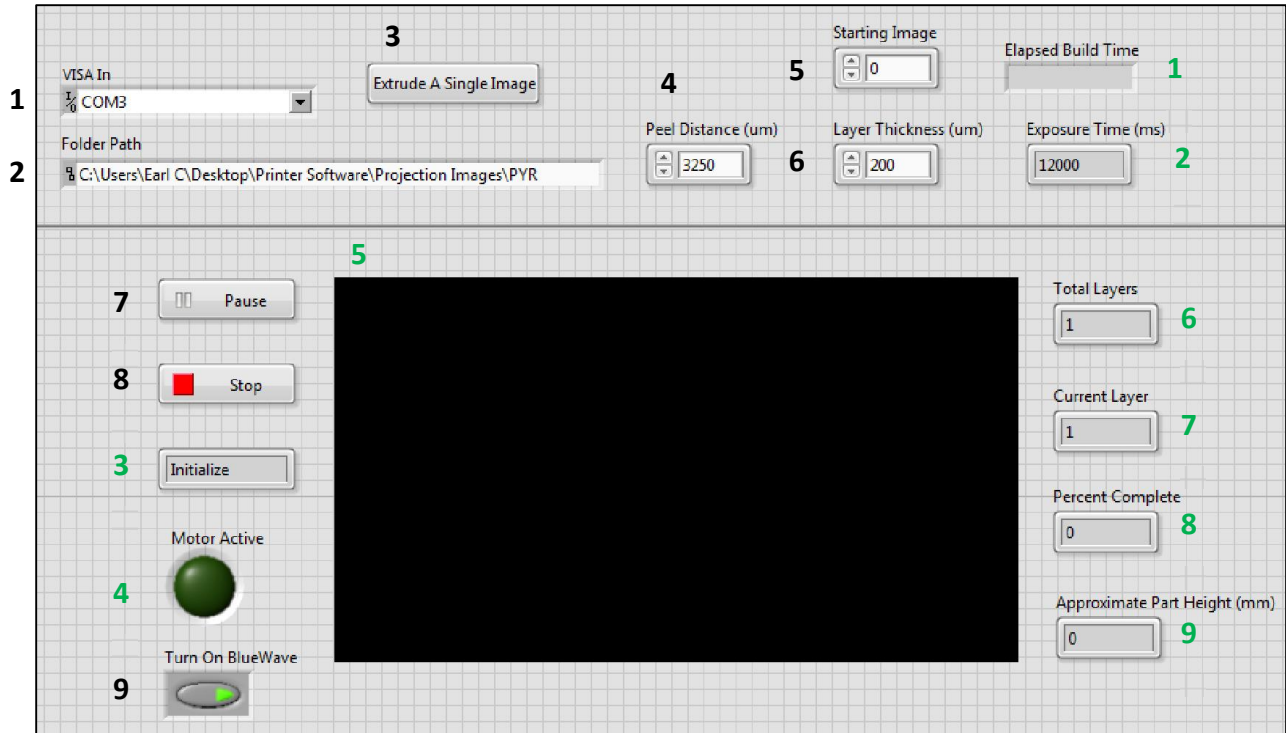 3
Starting Image
5
0
Elapsed Build Time
1
VISA In
1
COM3
Extrude A Single Image
4
Folder Path
2
C:\Users\Earl C\Desktop\Printer Software\Projection Images\PYR
Peel Distance (um)
3250
6
Layer Thickness (um)
200
Exposure Time (ms)
12000
2
5
7
Pause
8
Stop
3
Initialize
Motor Active
4
Turn On BlueWave
9
Total Layers
1
6
Current Layer
1
7
Percent Complete
0
8
Approximate Part Height (mm)
0
9